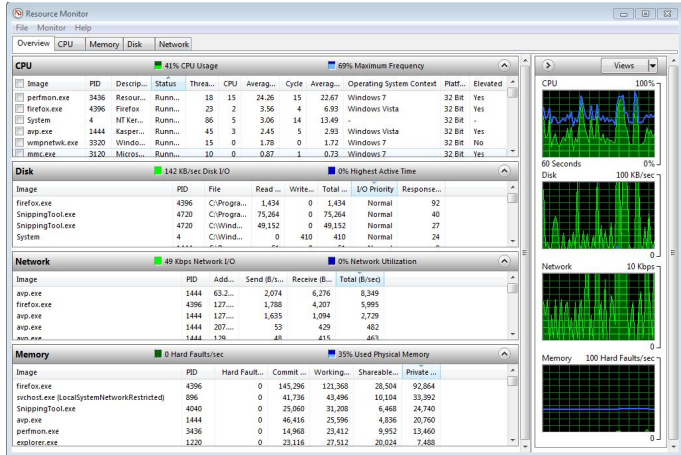 Resource Monitor
File Monitor Help
Overview CPU Memory Disk Network
CPU 41% CPU Usage 69% Maximum Frequency
Image PID Descrip... Status Threa... CPU Averag... Cycle Averag... Operating System Context Platf... Elevated
perfmon.exe 3436 Resour... Runn... 18 15 24.26 15 22.67 Windows 7 32 Bit Yes
firefox.exe 4396 Firefox Runn... 23 2 3.56 4 6.93 Windows Vista 32 Bit Yes
System 4 NT Ker... Runn... 86 5 3.06 14 13.49 - 32 Bit -
avp.exe 1444 Kasper... Runn... 45 3 2.45 5 2.93 Windows Vista 32 Bit Yes
wmpnetwk.exe 3320 Windo... Runn... 15 0 1.78 0 1.72 Windows 7 32 Bit No
mmc.exe 3120 Micros... Runn... 10 0 0.87 1 0.73 Windows 7 32 Bit Yes
Disk 142 KB/sec Disk I/O 0% Highest Active Time
Image PID File Read ... Write... Total ... I/O Priority Response...
firefox.exe 4396 C:\Progra... 1,434 0 1,434 Normal 92
SnippingTool.exe 4720 C:\Progra... 75,264 0 75,264 Normal 40
SnippingTool.exe 4720 C:\Wind... 49,152 0 49,152 Normal 27
System 4 C:\Wind... 0 410 410 Normal 24
Network 49 Kbps Network I/O 0% Network Utilization
Image PID Add... Send (B/s... Receive (B... Total (B/sec)
avp.exe 1444 63.2... 2,074 6,276 8,349
firefox.exe 4396 127.... 1,788 4,207 5,995
avp.exe 1444 127.... 1,635 1,094 2,729
avp.exe 1444 207.... 53 429 482
avp.exe 1444 129. 48 415 463
Memory 0 Hard Faults/sec 35% Used Physical Memory
Image PID Hard Fault... Commit ... Working... Shareable... Private ...
firefox.exe 4396 0 145,296 121,368 28,504 92,864
svchost.exe (LocalSystemNetworkRestricted) 896 0 41,736 43,496 10,104 33,392
SnippingTool.exe 4040 0 25,060 31,208 6,468 24,740
avp.exe 1444 0 46,416 25,596 4,836 20,760
perfmon.exe 3436 0 14,968 23,412 9,952 13,460
explorer.exe 1220 0 23,116 27,512 20,024 7,488
Views
CPU 100%
60 Seconds 0%
Disk 100 KB/sec
0
Network 10 Kbps
0
Memory 100 Hard Faults/sec
0